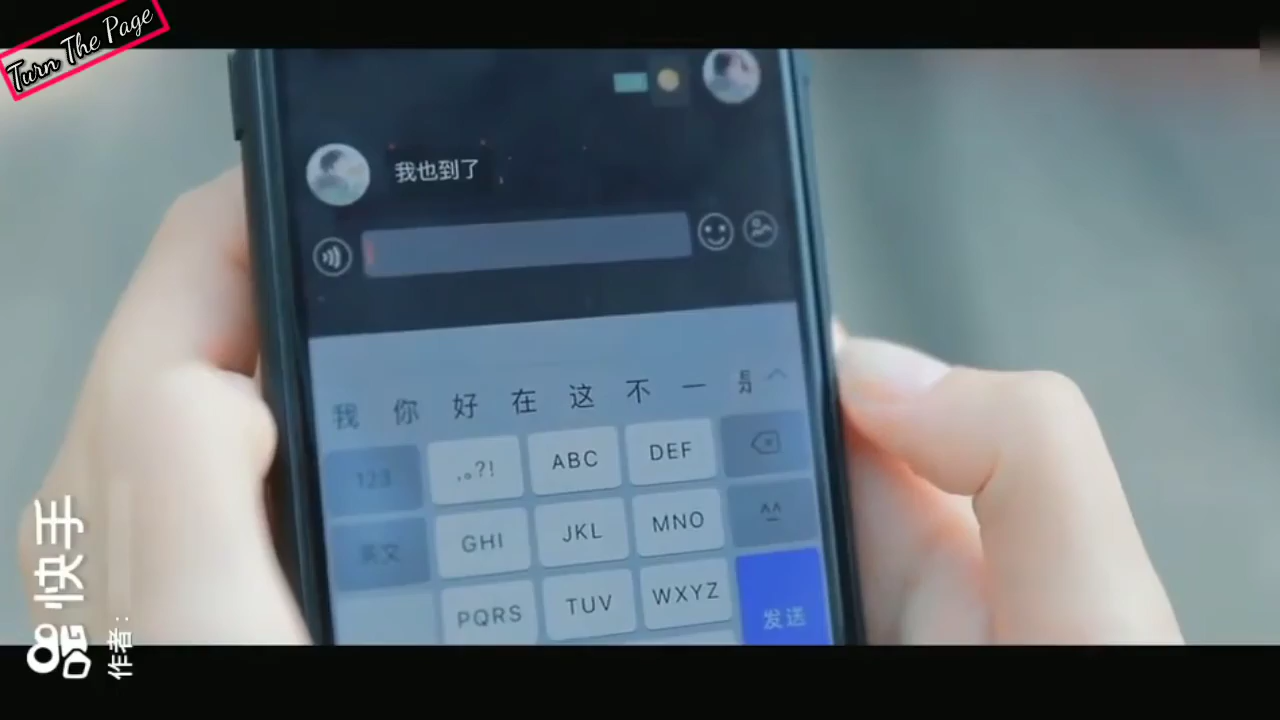 Turn The Page
我也到了
我 你 好 在 这 不 一 是
123 .。?! ABC DEF
英文 GHI JKL MNO ^^
PQRS TUV WXYZ 发送
快手
作者: